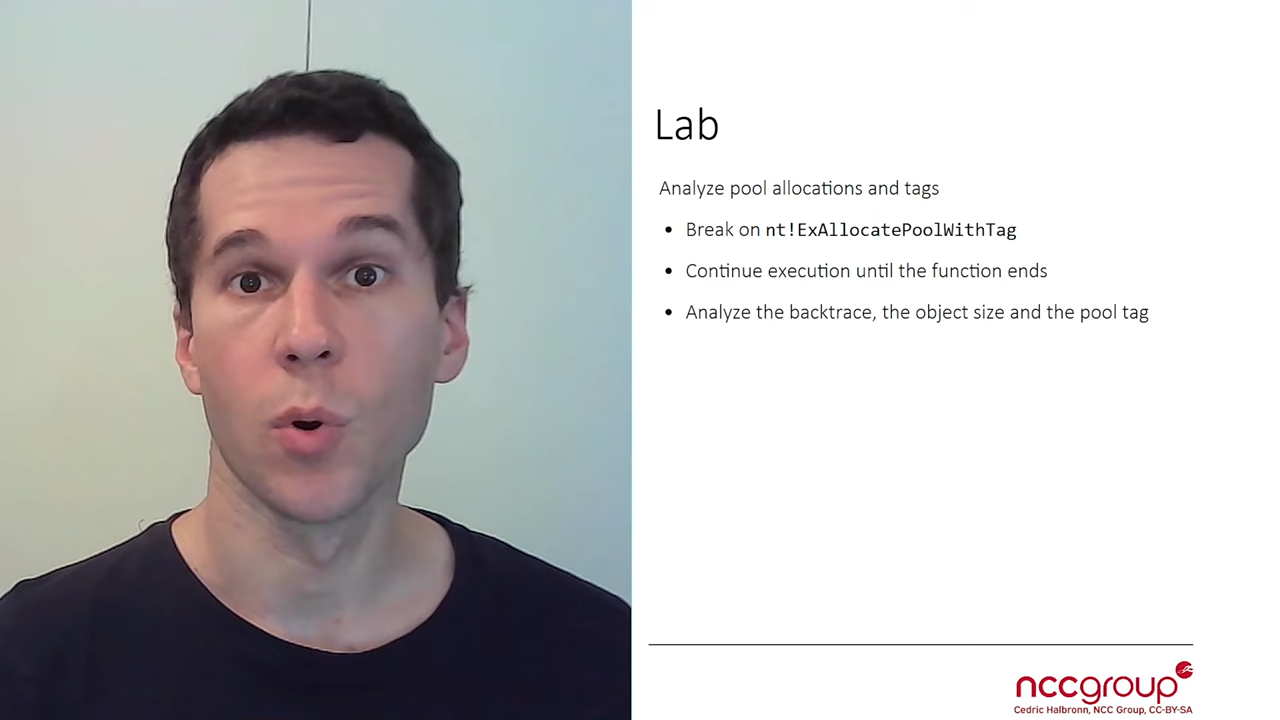 Lab
Analyze pool allocations and tags
• Break on nt!ExAllocatePoolWithTag
• Continue execution until the function ends
• Analyze the backtrace, the object size and the pool tag
nccgroup
Cedric Halbronn, NCC Group, CC-BY-SA